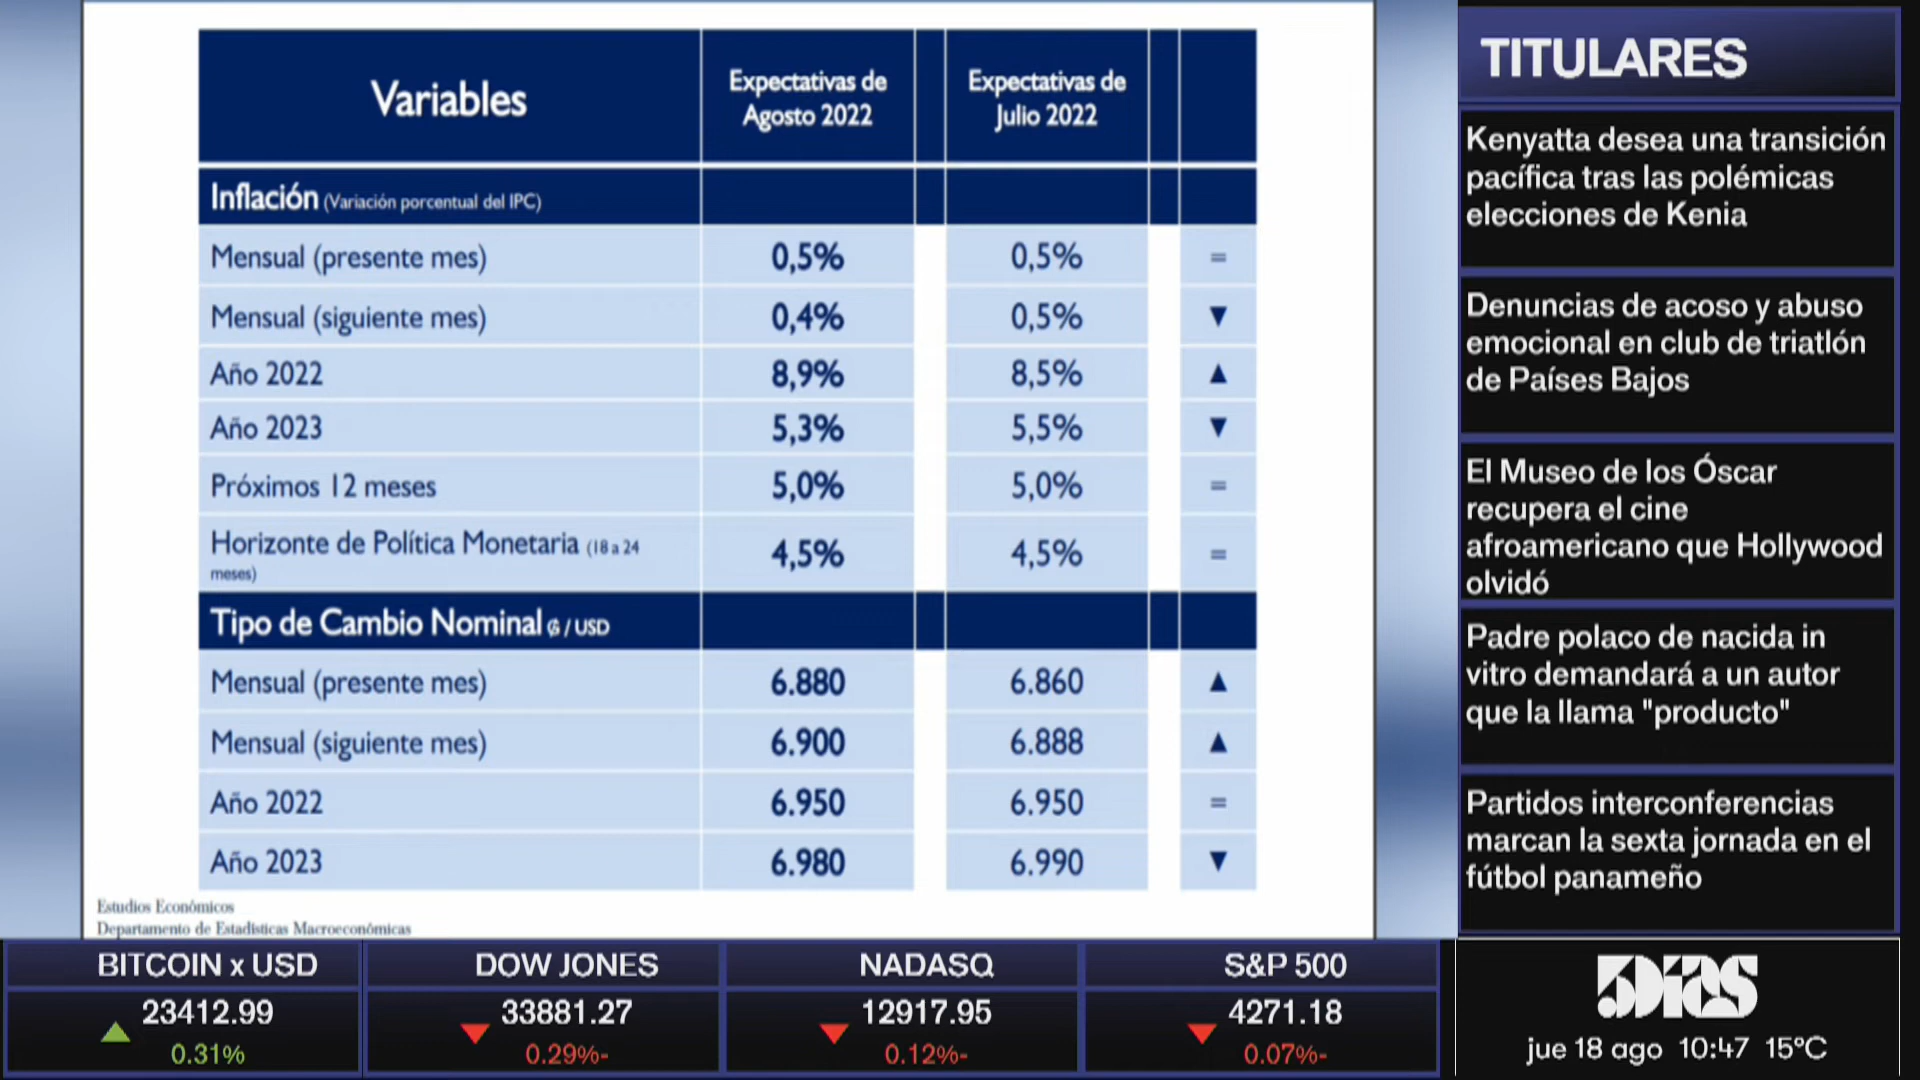 Variables
Expectativas de
Agosto 2022
Expectativas de
Julio 2022
Inflación (Variación porcentual del IPC)
Mensual (presente mes) 0,5% 0,5% =
Mensual (siguiente mes) 0,4% 0,5% ▼
Año 2022 8,9% 8,5% ▲
Año 2023 5,3% 5,5% ▼
Próximos 12 meses 5,0% 5,0% =
Horizonte de Política Monetaria (18 a 24
meses) 4,5% 4,5% =
Tipo de Cambio Nominal ₲ / USD
Mensual (presente mes) 6.880 6.860 ▲
Mensual (siguiente mes) 6.900 6.888 ▲
Año 2022 6.950 6.950 =
Año 2023 6.980 6.990 ▼
Estudios Económicos
Departamento de Estadísticas Macroeconómicas
TITULARES
Kenyatta desea una transición
pacífica tras las polémicas
elecciones de Kenia
Denuncias de acoso y abuso
emocional en club de triatlón
de Países Bajos
El Museo de los Óscar
recupera el cine
afroamericano que Hollywood
olvidó
Padre polaco de nacida in
vitro demandará a un autor
que la llama "producto"
Partidos interconferencias
marcan la sexta jornada en el
fútbol panameño
BITCOIN x USD
23412.99
▲ 0.31%
DOW JONES
33881.27
▼ 0.29%-
NADASQ
12917.95
▼ 0.12%-
S&P 500
4271.18
▼ 0.07%-
5DÍAS
jue 18 ago 10:47 15°C